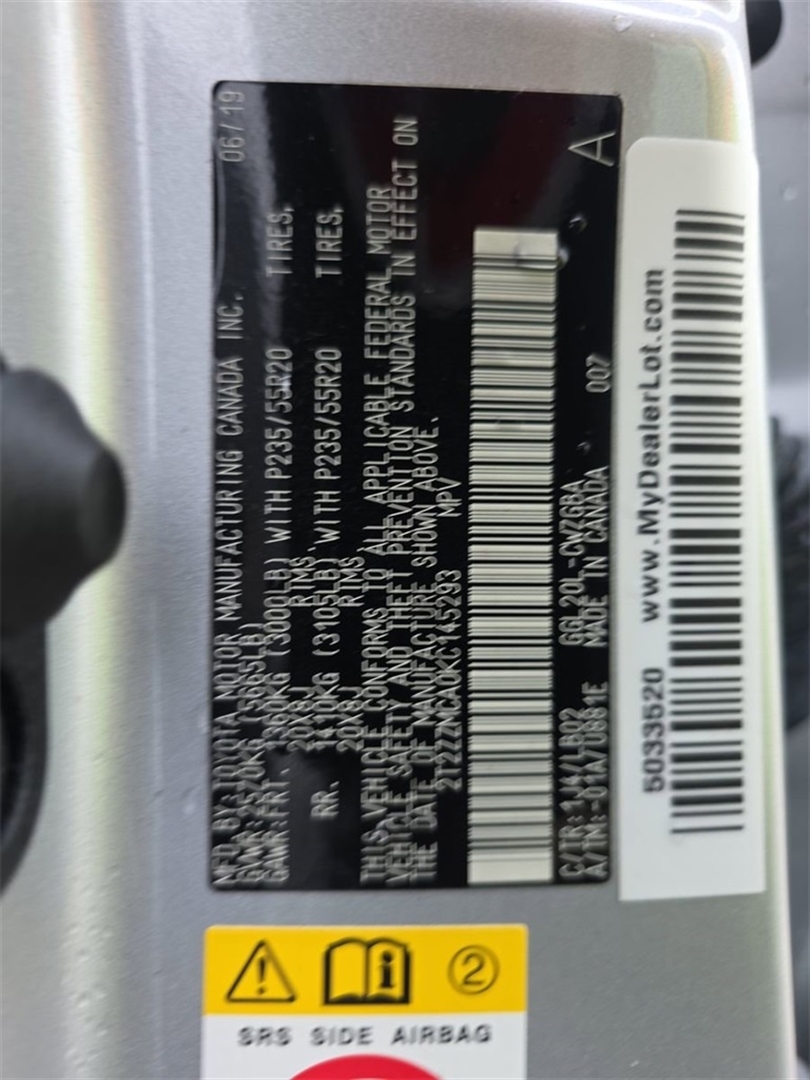 MFD. BY: TOYOTA MOTOR MANUFACTURING CANADA INC. 06/19
GVWR: 2570KG (5665LB)
GAWR: FRT. 1360KG (3000LB) WITH P235/55R20 TIRES,
20X8J RIMS,
RR. 1410KG (3105LB) WITH P235/55R20 TIRES,
20X8J RIMS
THIS VEHICLE CONFORMS TO ALL APPLICABLE FEDERAL MOTOR
VEHICLE SAFETY AND THEFT PREVENTION STANDARDS IN EFFECT ON
THE DATE OF MANUFACTURE SHOWN ABOVE.
2T2ZZMCA0KC145293 MPV
C/TR: 1J4/LB02 GGL20L-CWZGBA
A/TM:-01A/U881E MADE IN CANADA 007 A
5033520 www.MyDealerLot.com
2
SRS SIDE AIRBAG